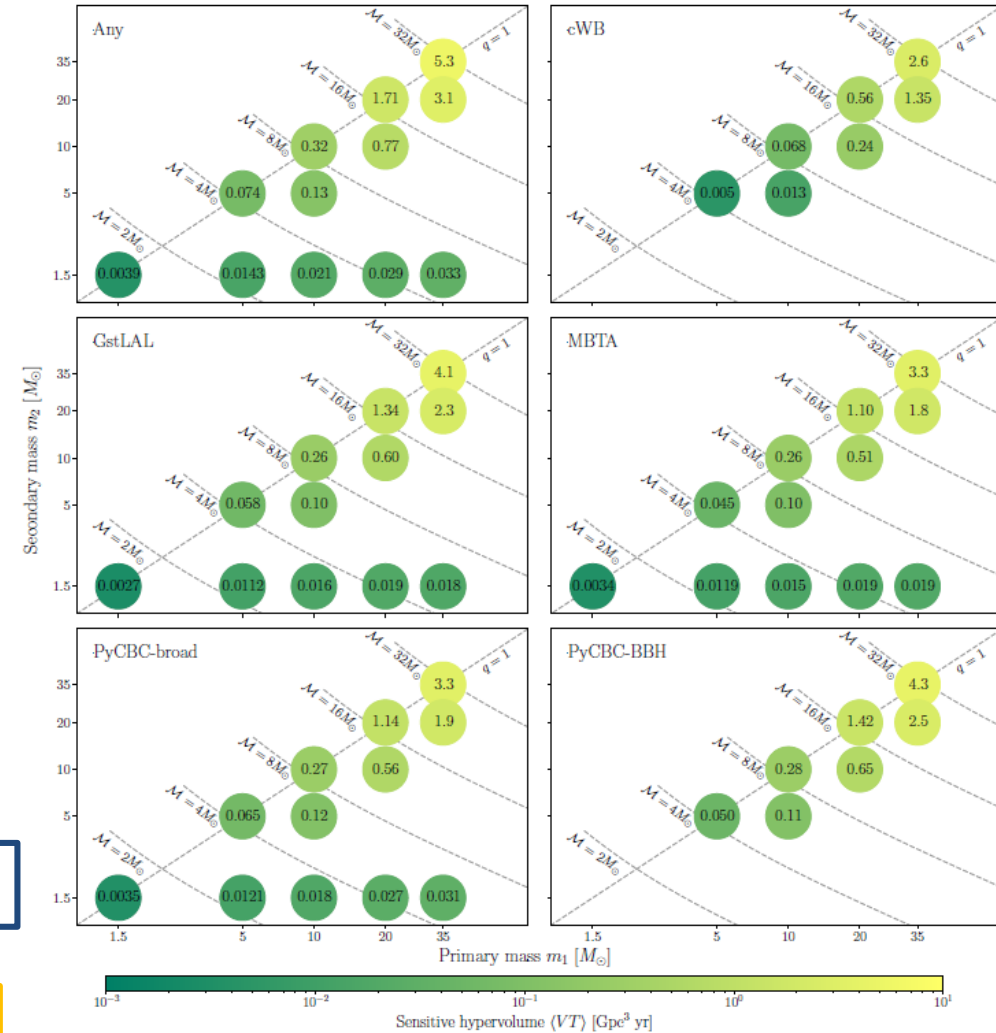 Any
ℳ = 32M⊙
q = 1
ℳ = 16M⊙
ℳ = 8M⊙
ℳ = 4M⊙
ℳ = 2M⊙
35
20
10
5
1.5
5.3
1.71 3.1
0.32 0.77
0.074 0.13
0.0039 0.0143 0.021 0.029 0.033
cWB
ℳ = 32M⊙
q = 1
ℳ = 16M⊙
ℳ = 8M⊙
ℳ = 4M⊙
ℳ = 2M⊙
2.6
0.56 1.35
0.068 0.24
0.005 0.013
Secondary mass m₂ [M⊙]
GstLAL
ℳ = 32M⊙
q = 1
ℳ = 16M⊙
ℳ = 8M⊙
ℳ = 4M⊙
ℳ = 2M⊙
35
20
10
5
1.5
4.1
1.34 2.3
0.26 0.60
0.058 0.10
0.0027 0.0112 0.016 0.019 0.018
MBTA
ℳ = 32M⊙
q = 1
ℳ = 16M⊙
ℳ = 8M⊙
ℳ = 4M⊙
ℳ = 2M⊙
3.3
1.10 1.8
0.26 0.51
0.045 0.10
0.0034 0.0119 0.015 0.019 0.019
PyCBC-broad
ℳ = 32M⊙
q = 1
ℳ = 16M⊙
ℳ = 8M⊙
ℳ = 4M⊙
ℳ = 2M⊙
35
20
10
5
1.5
3.3
1.14 1.9
0.27 0.56
0.065 0.12
0.0035 0.0121 0.018 0.027 0.031
1.5 5 10 20 35
PyCBC-BBH
ℳ = 32M⊙
q = 1
ℳ = 16M⊙
ℳ = 8M⊙
ℳ = 4M⊙
ℳ = 2M⊙
4.3
1.42 2.5
0.28 0.65
0.050 0.11
1.5 5 10 20 35
Primary mass m₁ [M⊙]
10⁻³ 10⁻² 10⁻¹ 10⁰ 10¹
Sensitive hypervolume ⟨VT⟩ [Gpc³ yr]